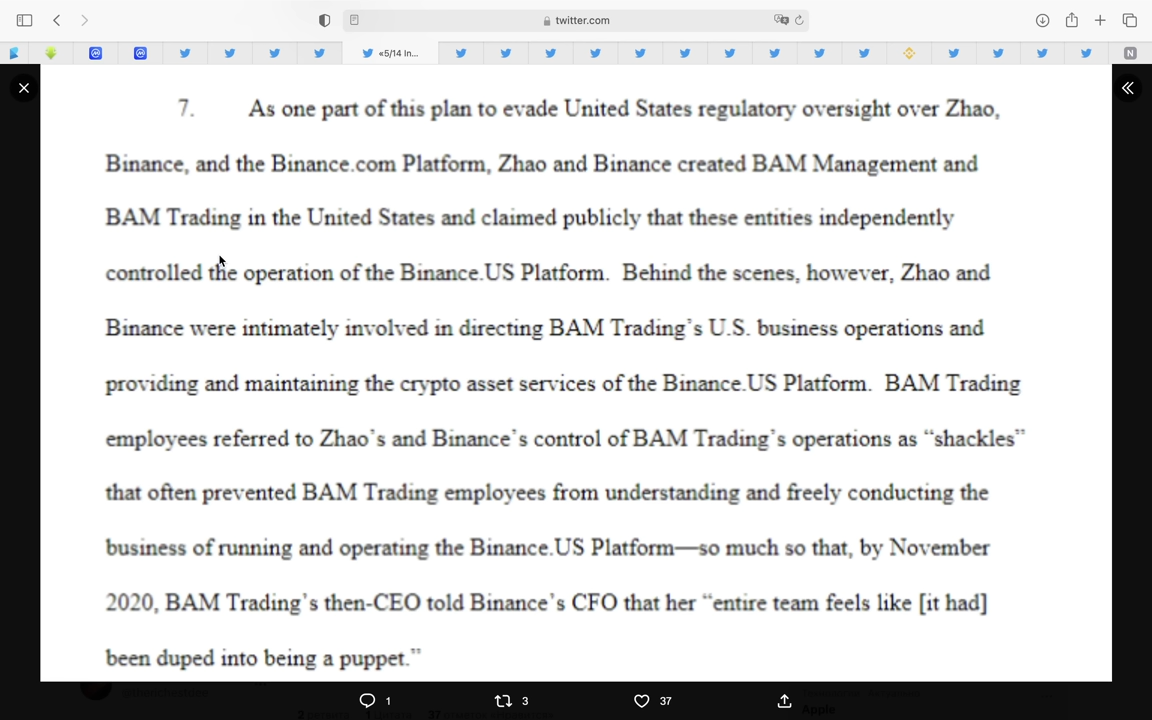 twitter.com
«5/14 In...
7. As one part of this plan to evade United States regulatory oversight over Zhao,
Binance, and the Binance.com Platform, Zhao and Binance created BAM Management and
BAM Trading in the United States and claimed publicly that these entities independently
controlled the operation of the Binance.US Platform.  Behind the scenes, however, Zhao and
Binance were intimately involved in directing BAM Trading’s U.S. business operations and
providing and maintaining the crypto asset services of the Binance.US Platform.  BAM Trading
employees referred to Zhao’s and Binance’s control of BAM Trading’s operations as “shackles”
that often prevented BAM Trading employees from understanding and freely conducting the
business of running and operating the Binance.US Platform—so much so that, by November
2020, BAM Trading’s then-CEO told Binance’s CFO that her “entire team feels like [it had]
been duped into being a puppet.”
1 3 37
Apple